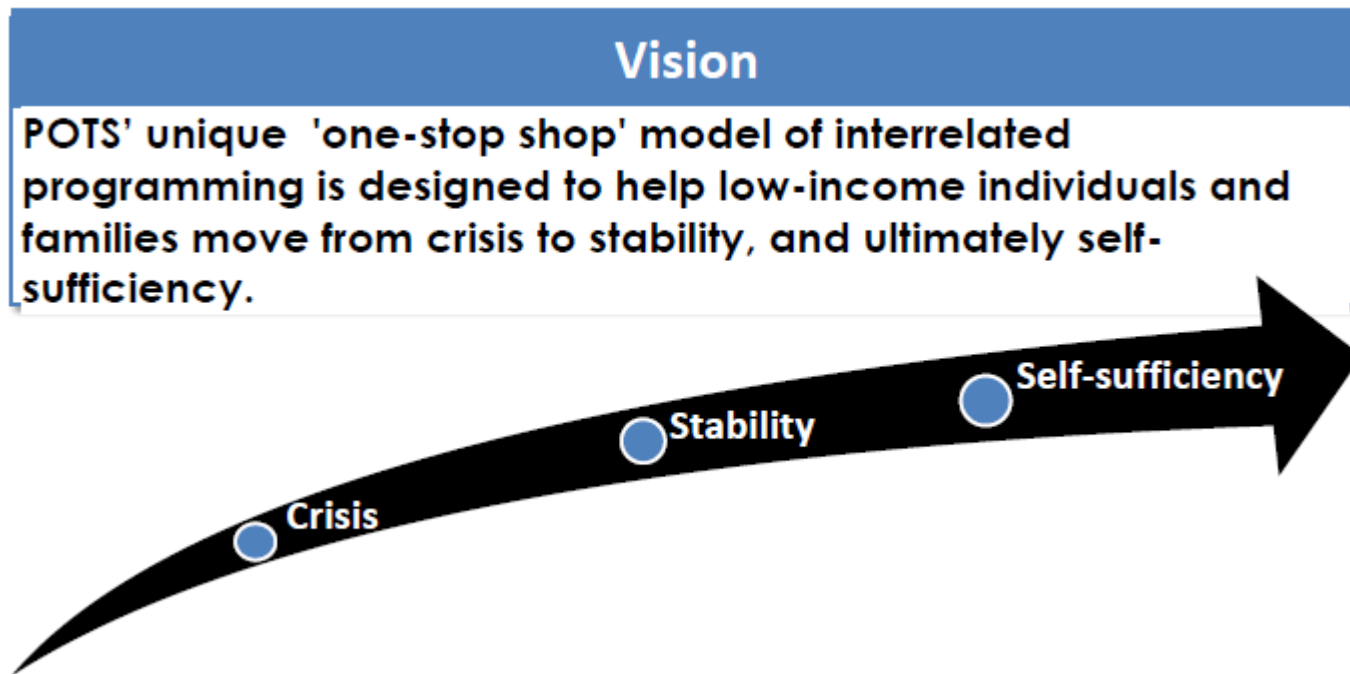 Vision
POTS’ unique  'one-stop shop’ model of interrelated
programming is designed to help low-income individuals and
families move from crisis to stability, and ultimately self-
sufficiency.
Self-sufficiency
Stability
Crisis